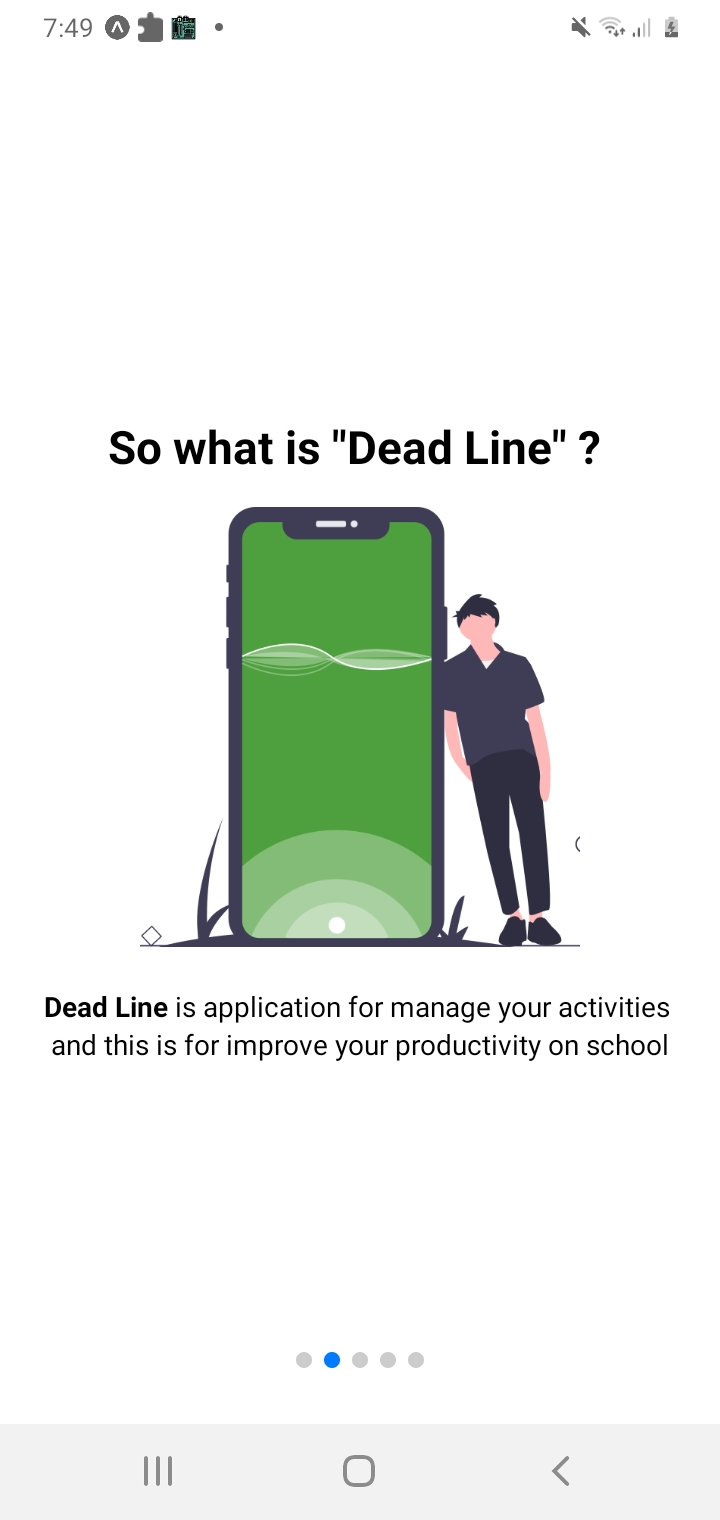 7:49
So what is "Dead Line" ?
Dead Line is application for manage your activities
and this is for improve your productivity on school